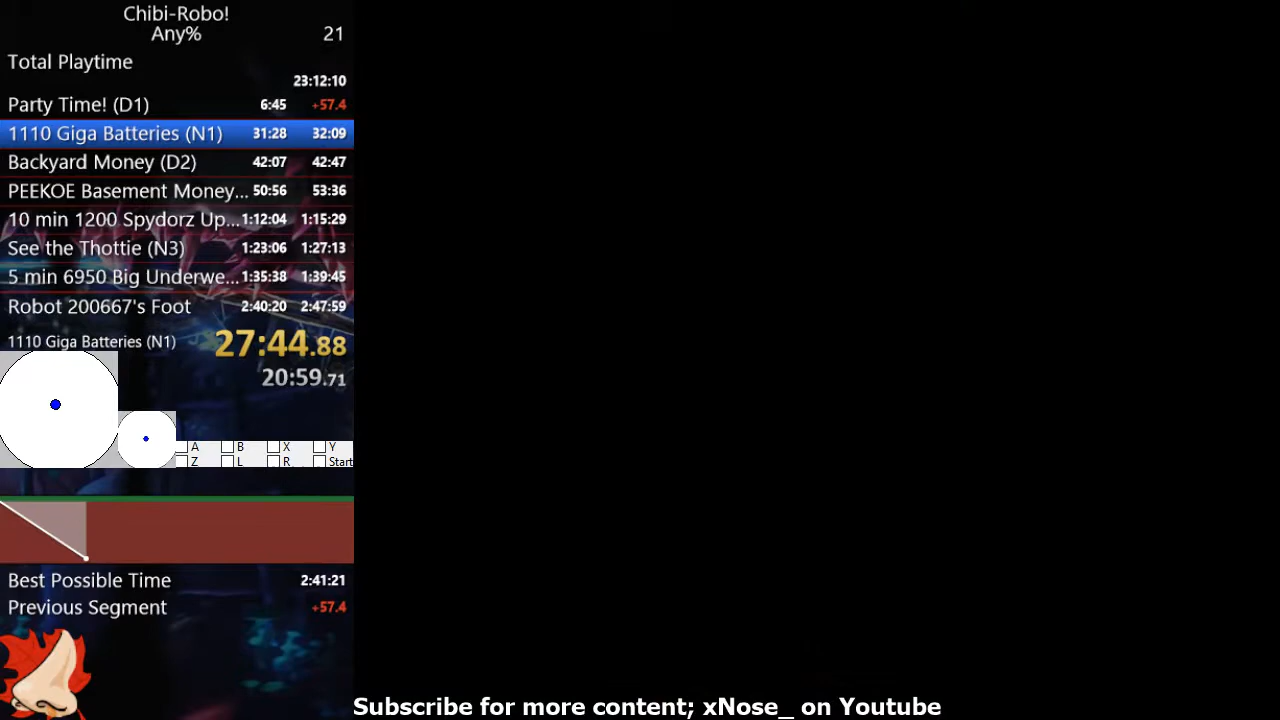 Chibi-Robo!
Any% 21
Total Playtime
23:12:10
Party Time! (D1) 6:45 +57.4
1110 Giga Batteries (N1) 31:28 32:09
Backyard Money (D2) 42:07 42:47
PEEKOE Basement Money... 50:56 53:36
10 min 1200 Spydorz Up... 1:12:04 1:15:29
See the Thottie (N3) 1:23:06 1:27:13
5 min 6950 Big Underwe... 1:35:38 1:39:45
Robot 200667's Foot 2:40:20 2:47:59
1110 Giga Batteries (N1) 27:44.88
20:59.71
A B X Y
Z L R Start
Best Possible Time 2:41:21
Previous Segment +57.4
Subscribe for more content; xNose_ on Youtube